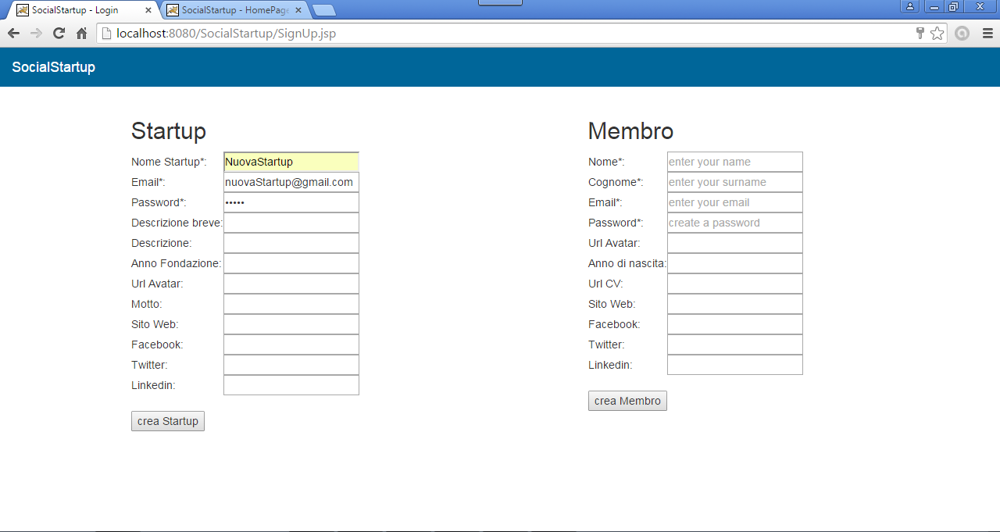 SocialStartup - Login
SocialStartup - HomePage
localhost:8080/SocialStartup/SignUp.jsp
SocialStartup
Startup
Nome Startup*: NuovaStartup
Email*: nuovaStartup@gmail.com
Password*: •••••
Descrizione breve:
Descrizione:
Anno Fondazione:
Url Avatar:
Motto:
Sito Web:
Facebook:
Twitter:
Linkedin:
crea Startup
Membro
Nome*: enter your name
Cognome*: enter your surname
Email*: enter your email
Password*: create a password
Url Avatar:
Anno di nascita:
Url CV:
Sito Web:
Facebook:
Twitter:
Linkedin:
crea Membro